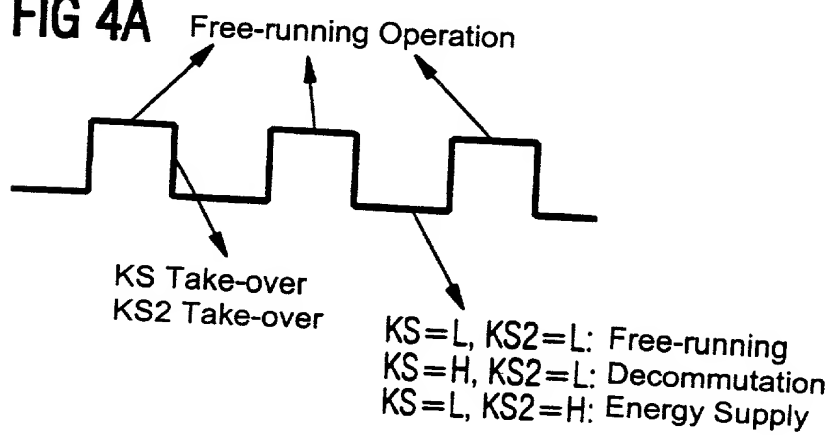 FIG 4A
Free-running Operation
KS Take-over
KS2 Take-over
KS=L, KS2=L: Free-running
KS=H, KS2=L: Decommutation
KS=L, KS2=H: Energy Supply